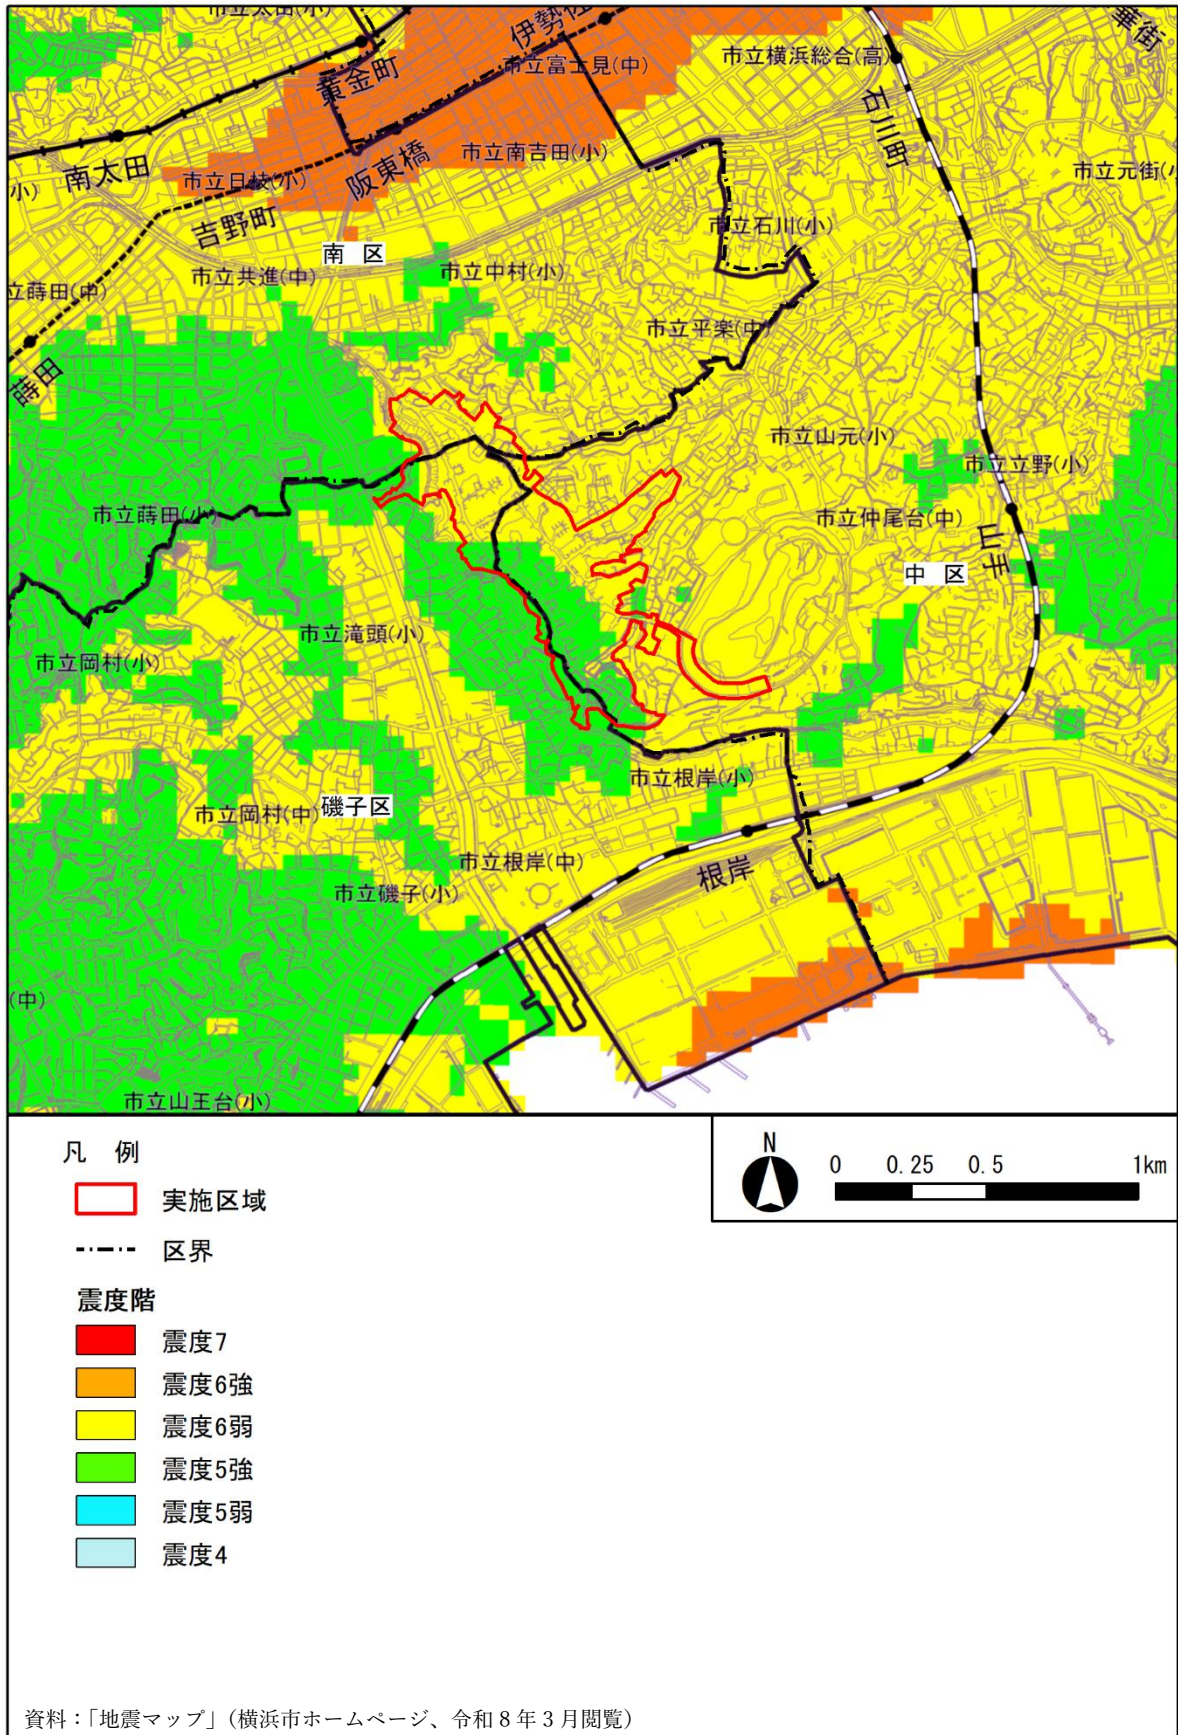 市立太田(小)
伊勢佐
華街
黄金町
市立富士見(中)
市立横浜総合(高)
石川町
小)
南太田
市立日枝(小)
阪東橋
市立南吉田(小)
市立元街(小
吉野町
南 区
市立石川(小)
立蒔田(中)
市立共進(中)
市立中村(小)
市立平楽(中
蒔田
市立山元(小)
市立立野(小)
市立蒔田(小)
市立仲尾台(中)
山手
中 区
市立滝頭(小)
市立岡村(小)
市立根岸(小)
市立岡村(中)
磯子区
市立根岸(中)
根岸
市立磯子(小)
(中)
市立山王台(小)
凡 例
実施区域
区界
震度階
震度7
震度6強
震度6弱
震度5強
震度5弱
震度4
N
0 0.25 0.5 1km
資料:「地震マップ」(横浜市ホームページ、令和8年3月閲覧)